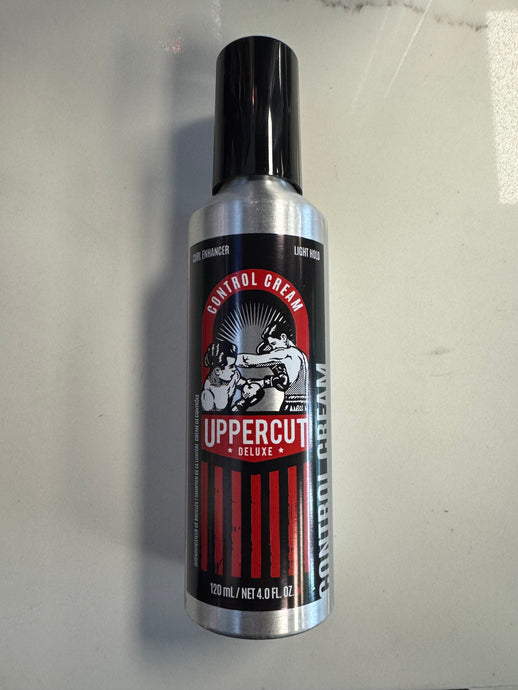 CURL ENHANCER
LIGHT HOLD
CONTROL CREAM
UPPERCUT
DELUXE
120 mL / NET 4.0 FL. OZ.
CONTROL CREAM